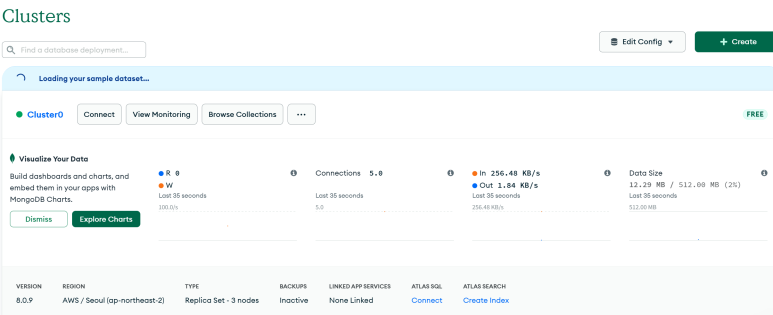 Clusters
Find a database deployment...
Edit Config
+ Create
Loading your sample dataset...
Cluster0
Connect
View Monitoring
Browse Collections
...
FREE
Visualize Your Data
Build dashboards and charts, and
embed them in your apps with
MongoDB Charts.
Dismiss
Explore Charts
R 0
W
Last 35 seconds
100.0/s
Connections 5.0
Last 35 seconds
5.0
In 256.48 KB/s
Out 1.84 KB/s
Last 35 seconds
256.48 KB/s
Data Size
12.29 MB / 512.00 MB (2%)
Last 35 seconds
512.00 MB
VERSION
8.0.9
REGION
AWS / Seoul (ap-northeast-2)
TYPE
Replica Set - 3 nodes
BACKUPS
Inactive
LINKED APP SERVICES
None Linked
ATLAS SQL
Connect
ATLAS SEARCH
Create Index